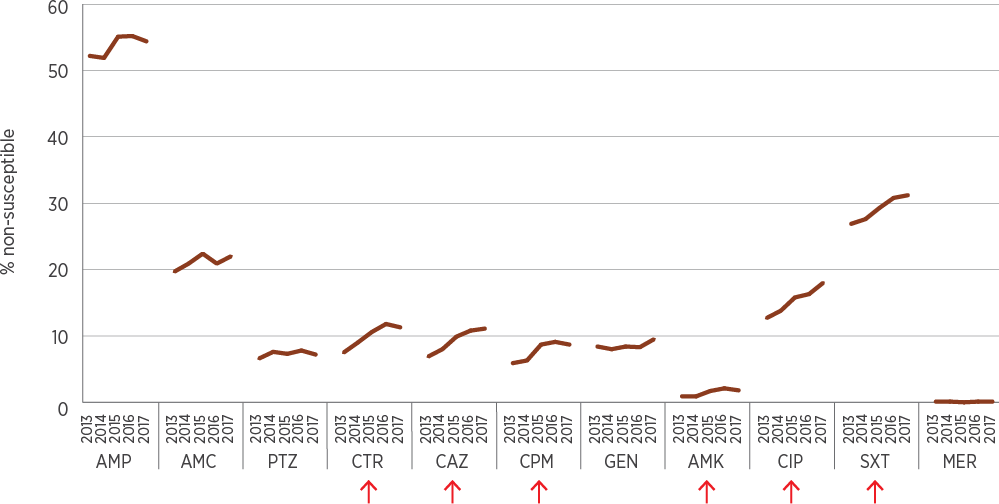 60
50
40
30
20
10
0
% non-susceptible
2013 2014 2015 2016 2017 2013 2014 2015 2016 2017 2013 2014 2015 2016 2017 2013 2014 2015 2016 2017 2013 2014 2015 2016 2017 2013 2014 2015 2016 2017 2013 2014 2015 2016 2017 2013 2014 2015 2016 2017 2013 2014 2015 2016 2017 2013 2014 2015 2016 2017 2013 2014 2015 2016 2017
AMP AMC PTZ CTR CAZ CPM GEN AMK CIP SXT MER